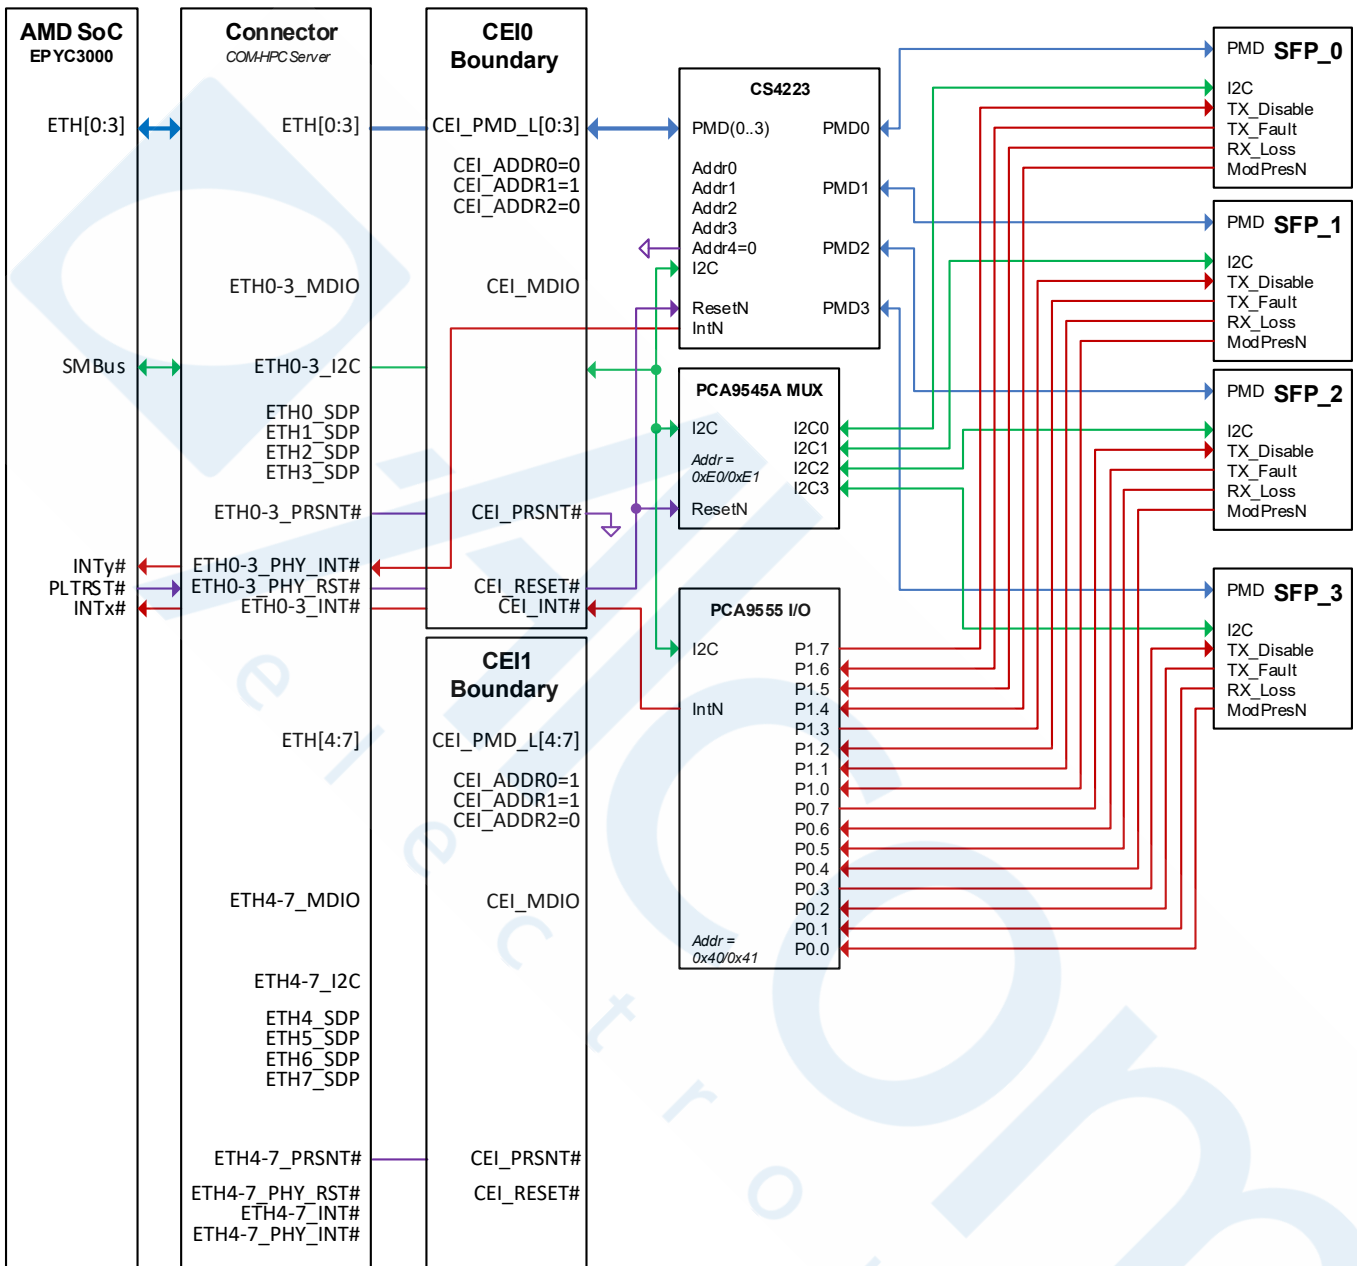 AMD SoC
EPYC3000
ETH[0:3]
SMBus
INTy#
PLTRST#
INTx#
Connector
COM-HPC Server
ETH[0:3]
ETH0-3_MDIO
ETH0-3_I2C
ETH0_SDP
ETH1_SDP
ETH2_SDP
ETH3_SDP
ETH0-3_PRSNT#
ETH0-3_PHY_INT#
ETH0-3_PHY_RST#
ETH0-3_INT#
ETH[4:7]
ETH4-7_MDIO
ETH4-7_I2C
ETH4_SDP
ETH5_SDP
ETH6_SDP
ETH7_SDP
ETH4-7_PRSNT#
ETH4-7_PHY_RST#
ETH4-7_INT#
ETH4-7_PHY_INT#
CEI0
Boundary
CEI_PMD_L[0:3]
CEI_ADDR0=0
CEI_ADDR1=1
CEI_ADDR2=0
CEI_MDIO
CEI_PRSNT#
CEI_RESET#
CEI_INT#
CEI1
Boundary
CEI_PMD_L[4:7]
CEI_ADDR0=1
CEI_ADDR1=1
CEI_ADDR2=0
CEI_MDIO
CEI_PRSNT#
CEI_RESET#
CS4223
PMD(0..3) PMD0
Addr0
Addr1 PMD1
Addr2
Addr3
Addr4=0 PMD2
I2C
ResetN PMD3
IntN
PCA9545A MUX
I2C I2C0
I2C1
Addr =
0xE0/0xE1
I2C2
I2C3
ResetN
PCA9555 I/O
I2C P1.7
P1.6
P1.5
IntN P1.4
P1.3
P1.2
P1.1
P1.0
P0.7
P0.6
P0.5
P0.4
P0.3
P0.2
P0.1
P0.0
Addr =
0x40/0x41
PMD SFP_0
I2C
TX_Disable
TX_Fault
RX_Loss
ModPresN
PMD SFP_1
I2C
TX_Disable
TX_Fault
RX_Loss
ModPresN
PMD SFP_2
I2C
TX_Disable
TX_Fault
RX_Loss
ModPresN
PMD SFP_3
I2C
TX_Disable
TX_Fault
RX_Loss
ModPresN